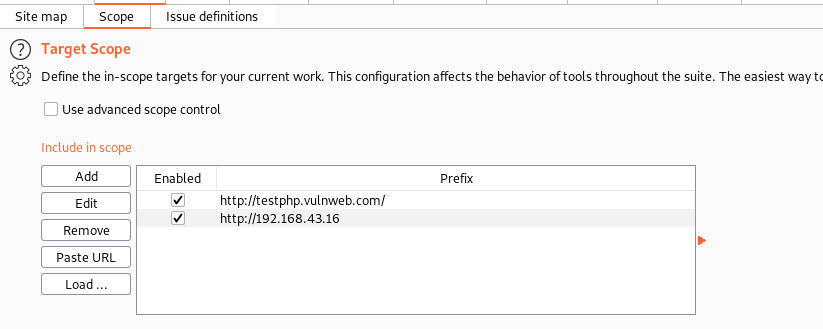 Site map Scope Issue definitions
Target Scope
Define the in-scope targets for your current work. This configuration affects the behavior of tools throughout the suite. The easiest way to
Use advanced scope control
Include in scope
Add
Edit
Remove
Paste URL
Load ...
Enabled Prefix
http://testphp.vulnweb.com/
http://192.168.43.16